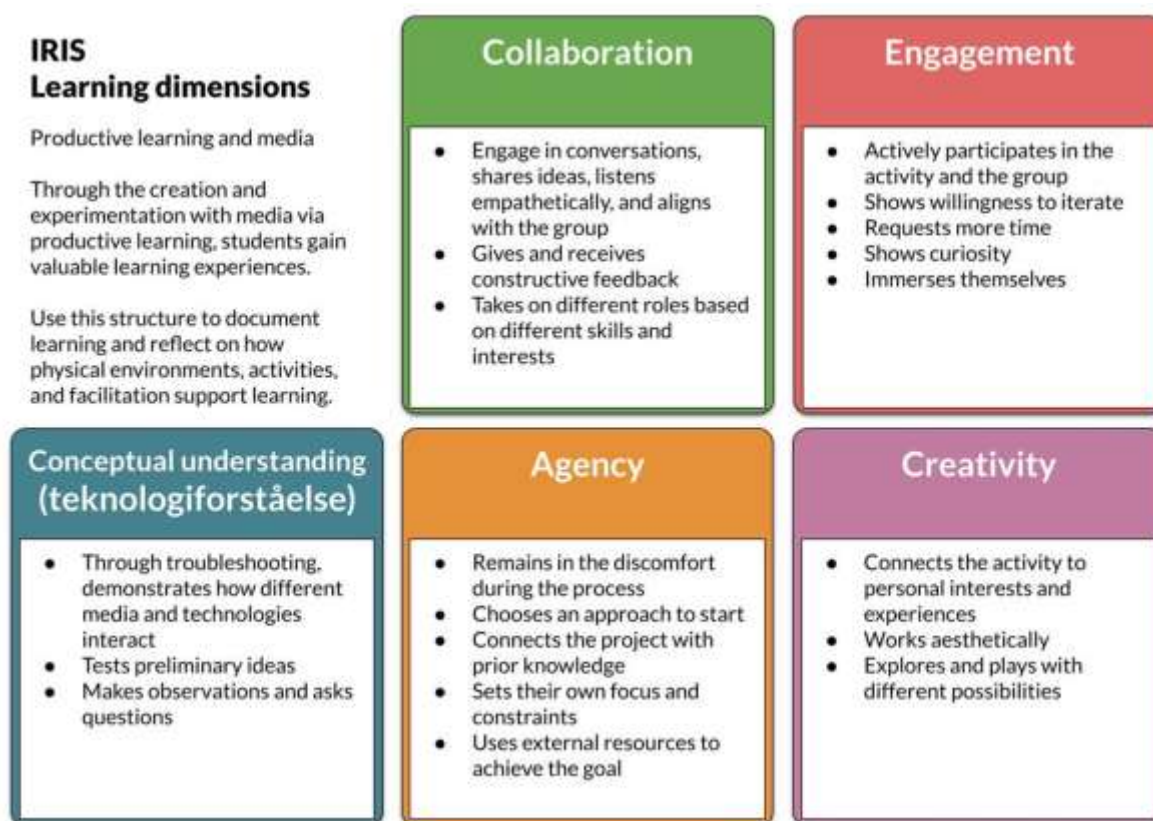 IRIS
Learning dimensions
Productive learning and media
Through the creation and
experimentation with media via
productive learning, students gain
valuable learning experiences.
Use this structure to document
learning and reflect on how
physical environments, activities,
and facilitation support learning.
Collaboration
● Engage in conversations,
shares ideas, listens
empathetically, and aligns
with the group
● Gives and receives
constructive feedback
● Takes on different roles based
on different skills and
interests
Engagement
● Actively participates in the
activity and the group
● Shows willingness to iterate
● Requests more time
● Shows curiosity
● Immerses themselves
Conceptual understanding
(teknologiforståelse)
● Through troubleshooting,
demonstrates how different
media and technologies
interact
● Tests preliminary ideas
● Makes observations and asks
questions
Agency
● Remains in the discomfort
during the process
● Chooses an approach to start
● Connects the project with
prior knowledge
● Sets their own focus and
constraints
● Uses external resources to
achieve the goal
Creativity
● Connects the activity to
personal interests and
experiences
● Works aesthetically
● Explores and plays with
different possibilities